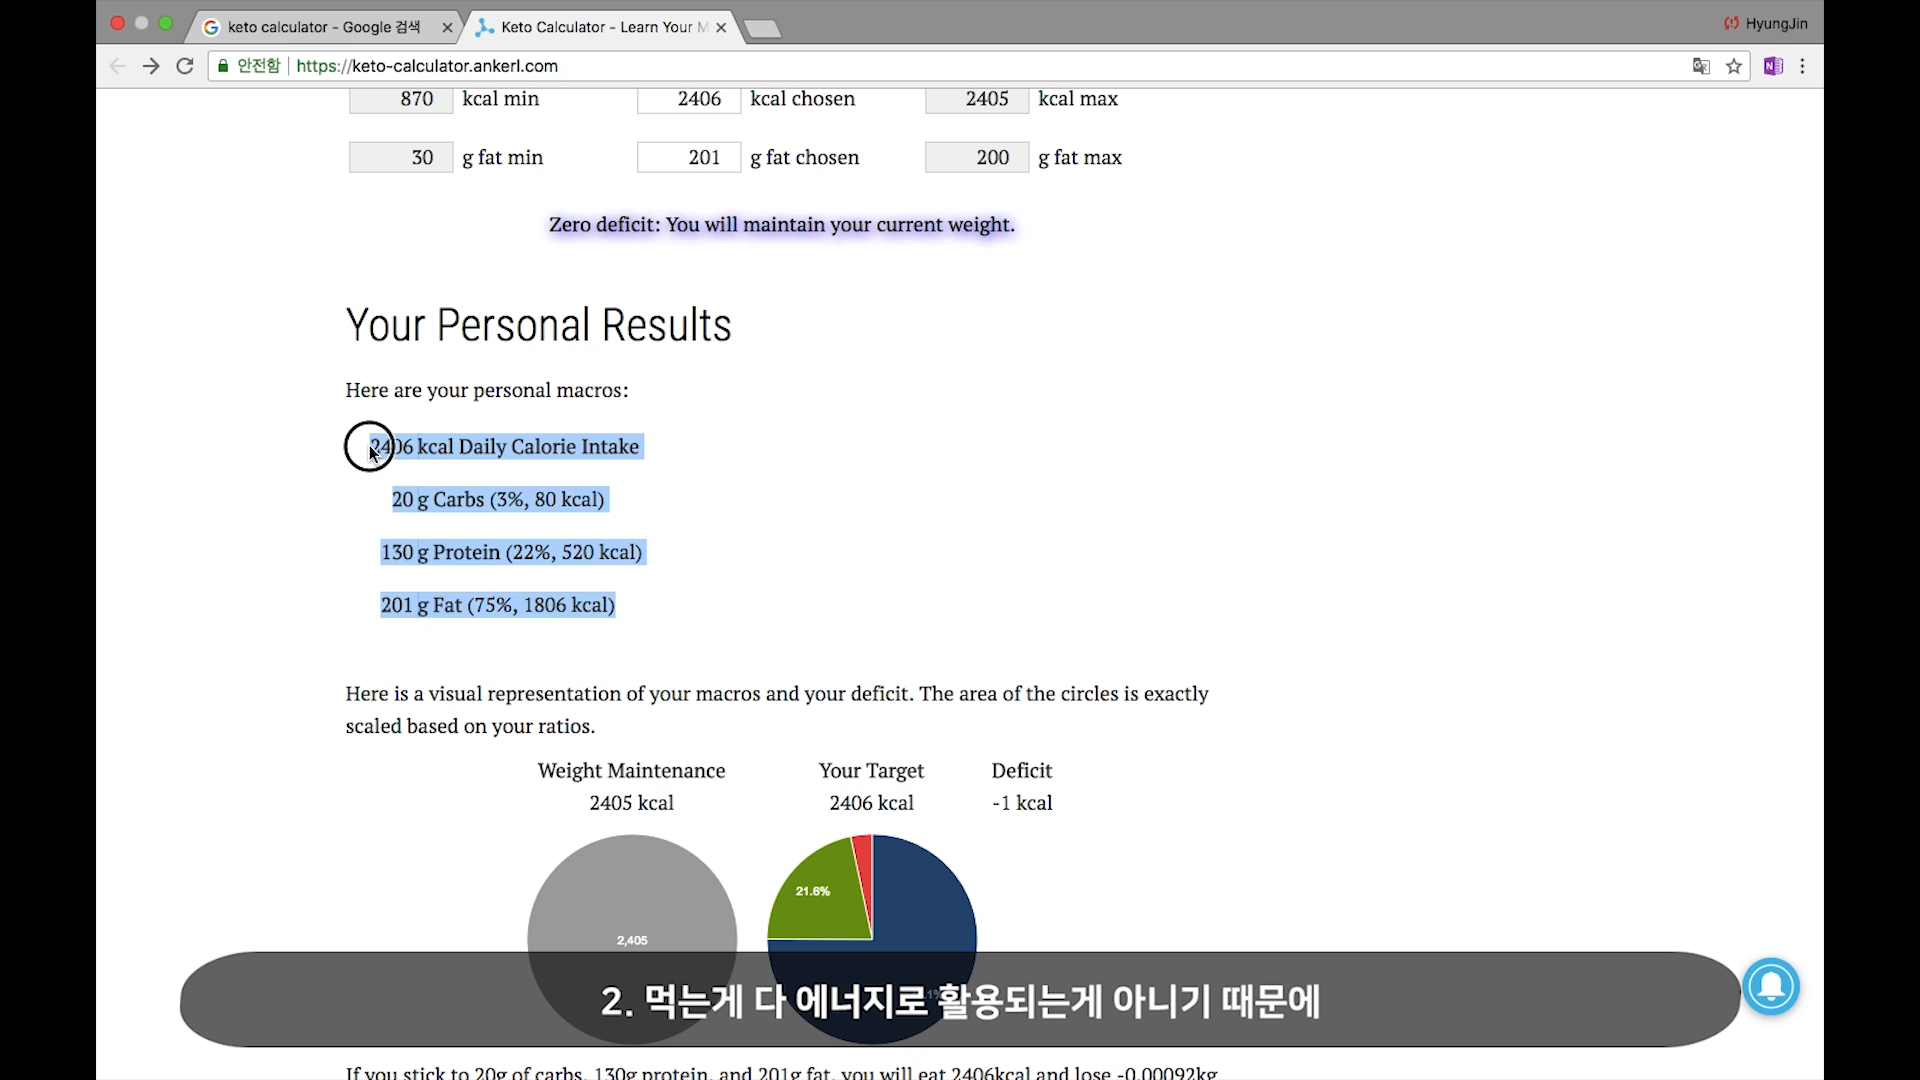 keto calculator - Google 검색
Keto Calculator - Learn Your M
HyungJin
안전함
https://keto-calculator.ankerl.com
870 kcal min 2406 kcal chosen 2405 kcal max
30 g fat min 201 g fat chosen 200 g fat max
Zero deficit: You will maintain your current weight.
Your Personal Results
Here are your personal macros:
2406 kcal Daily Calorie Intake
20 g Carbs (3%, 80 kcal)
130 g Protein (22%, 520 kcal)
201 g Fat (75%, 1806 kcal)
Here is a visual representation of your macros and your deficit. The area of the circles is exactly
scaled based on your ratios.
Weight Maintenance Your Target Deficit
2405 kcal 2406 kcal -1 kcal
21.6%
2,405
2. 먹는게 다 에너지로 활용되는게 아니기 때문에
If you stick to 20g of carbs, 130g protein, and 201g fat, you will eat 2406kcal and lose -0.00092kg